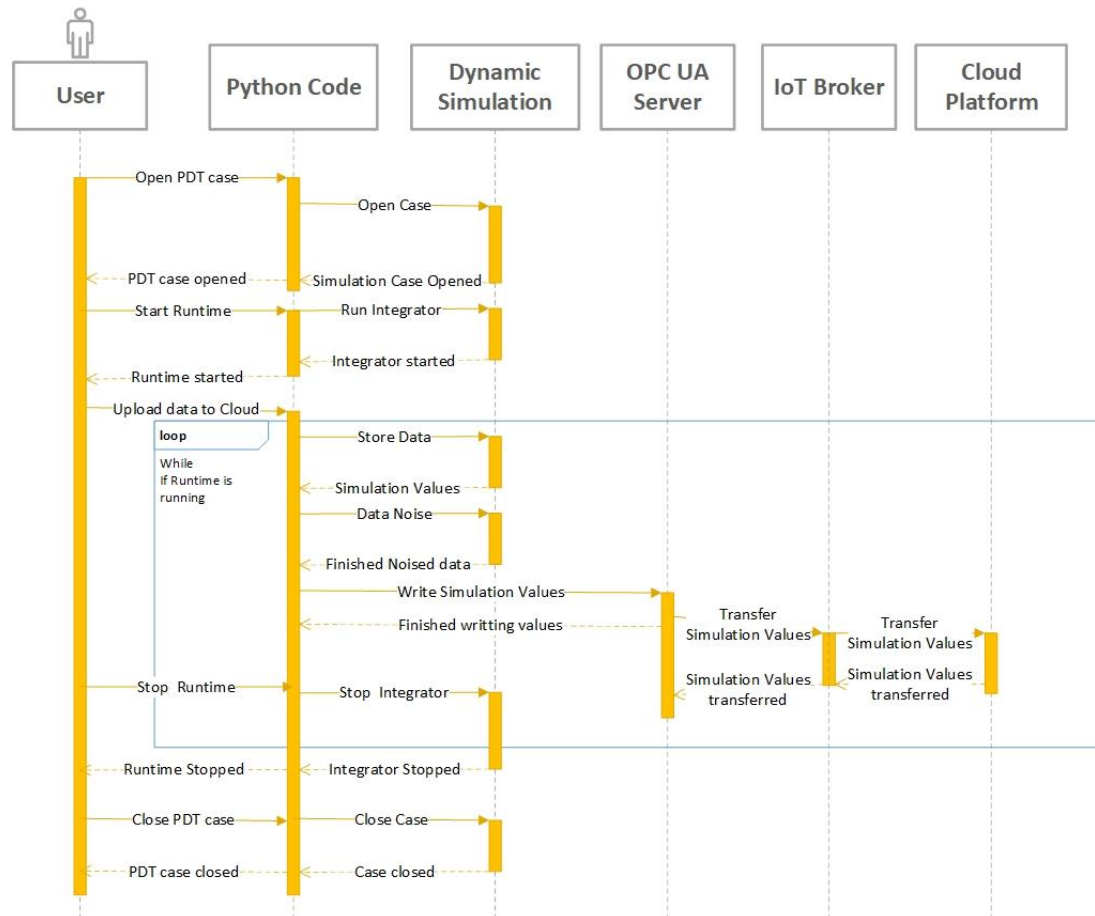 User
Python Code
Dynamic
Simulation
OPC UA
Server
IoT Broker
Cloud
Platform
Open PDT case
Open Case
PDT case opened
Simulation Case Opened
Start Runtime
Run Integrator
Integrator started
Runtime started
Upload data to Cloud
loop
While
If Runtime is
running
Store Data
Simulation Values
Data Noise
Finished Noised data
Write Simulation Values
Finished writting values
Transfer
Simulation Values
Transfer
Simulation Values
Stop Runtime
Stop Integrator
Simulation Values
transferred
Simulation Values
transferred
Runtime Stopped
Integrator Stopped
Close PDT case
Close Case
PDT case closed
Case closed